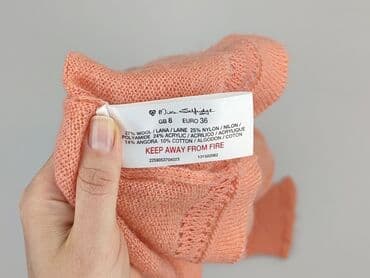 Miss Selfridge
GB 8 EURO 36
27% WOOL / LANA / LAINE 25% NYLON / NILON /
POLYAMIDE 24% ACRYLIC / ACRILICO / ACRYLIQUE
14% ANGORA 10% COTTON / ALGODON / COTON
KEEP AWAY FROM FIRE